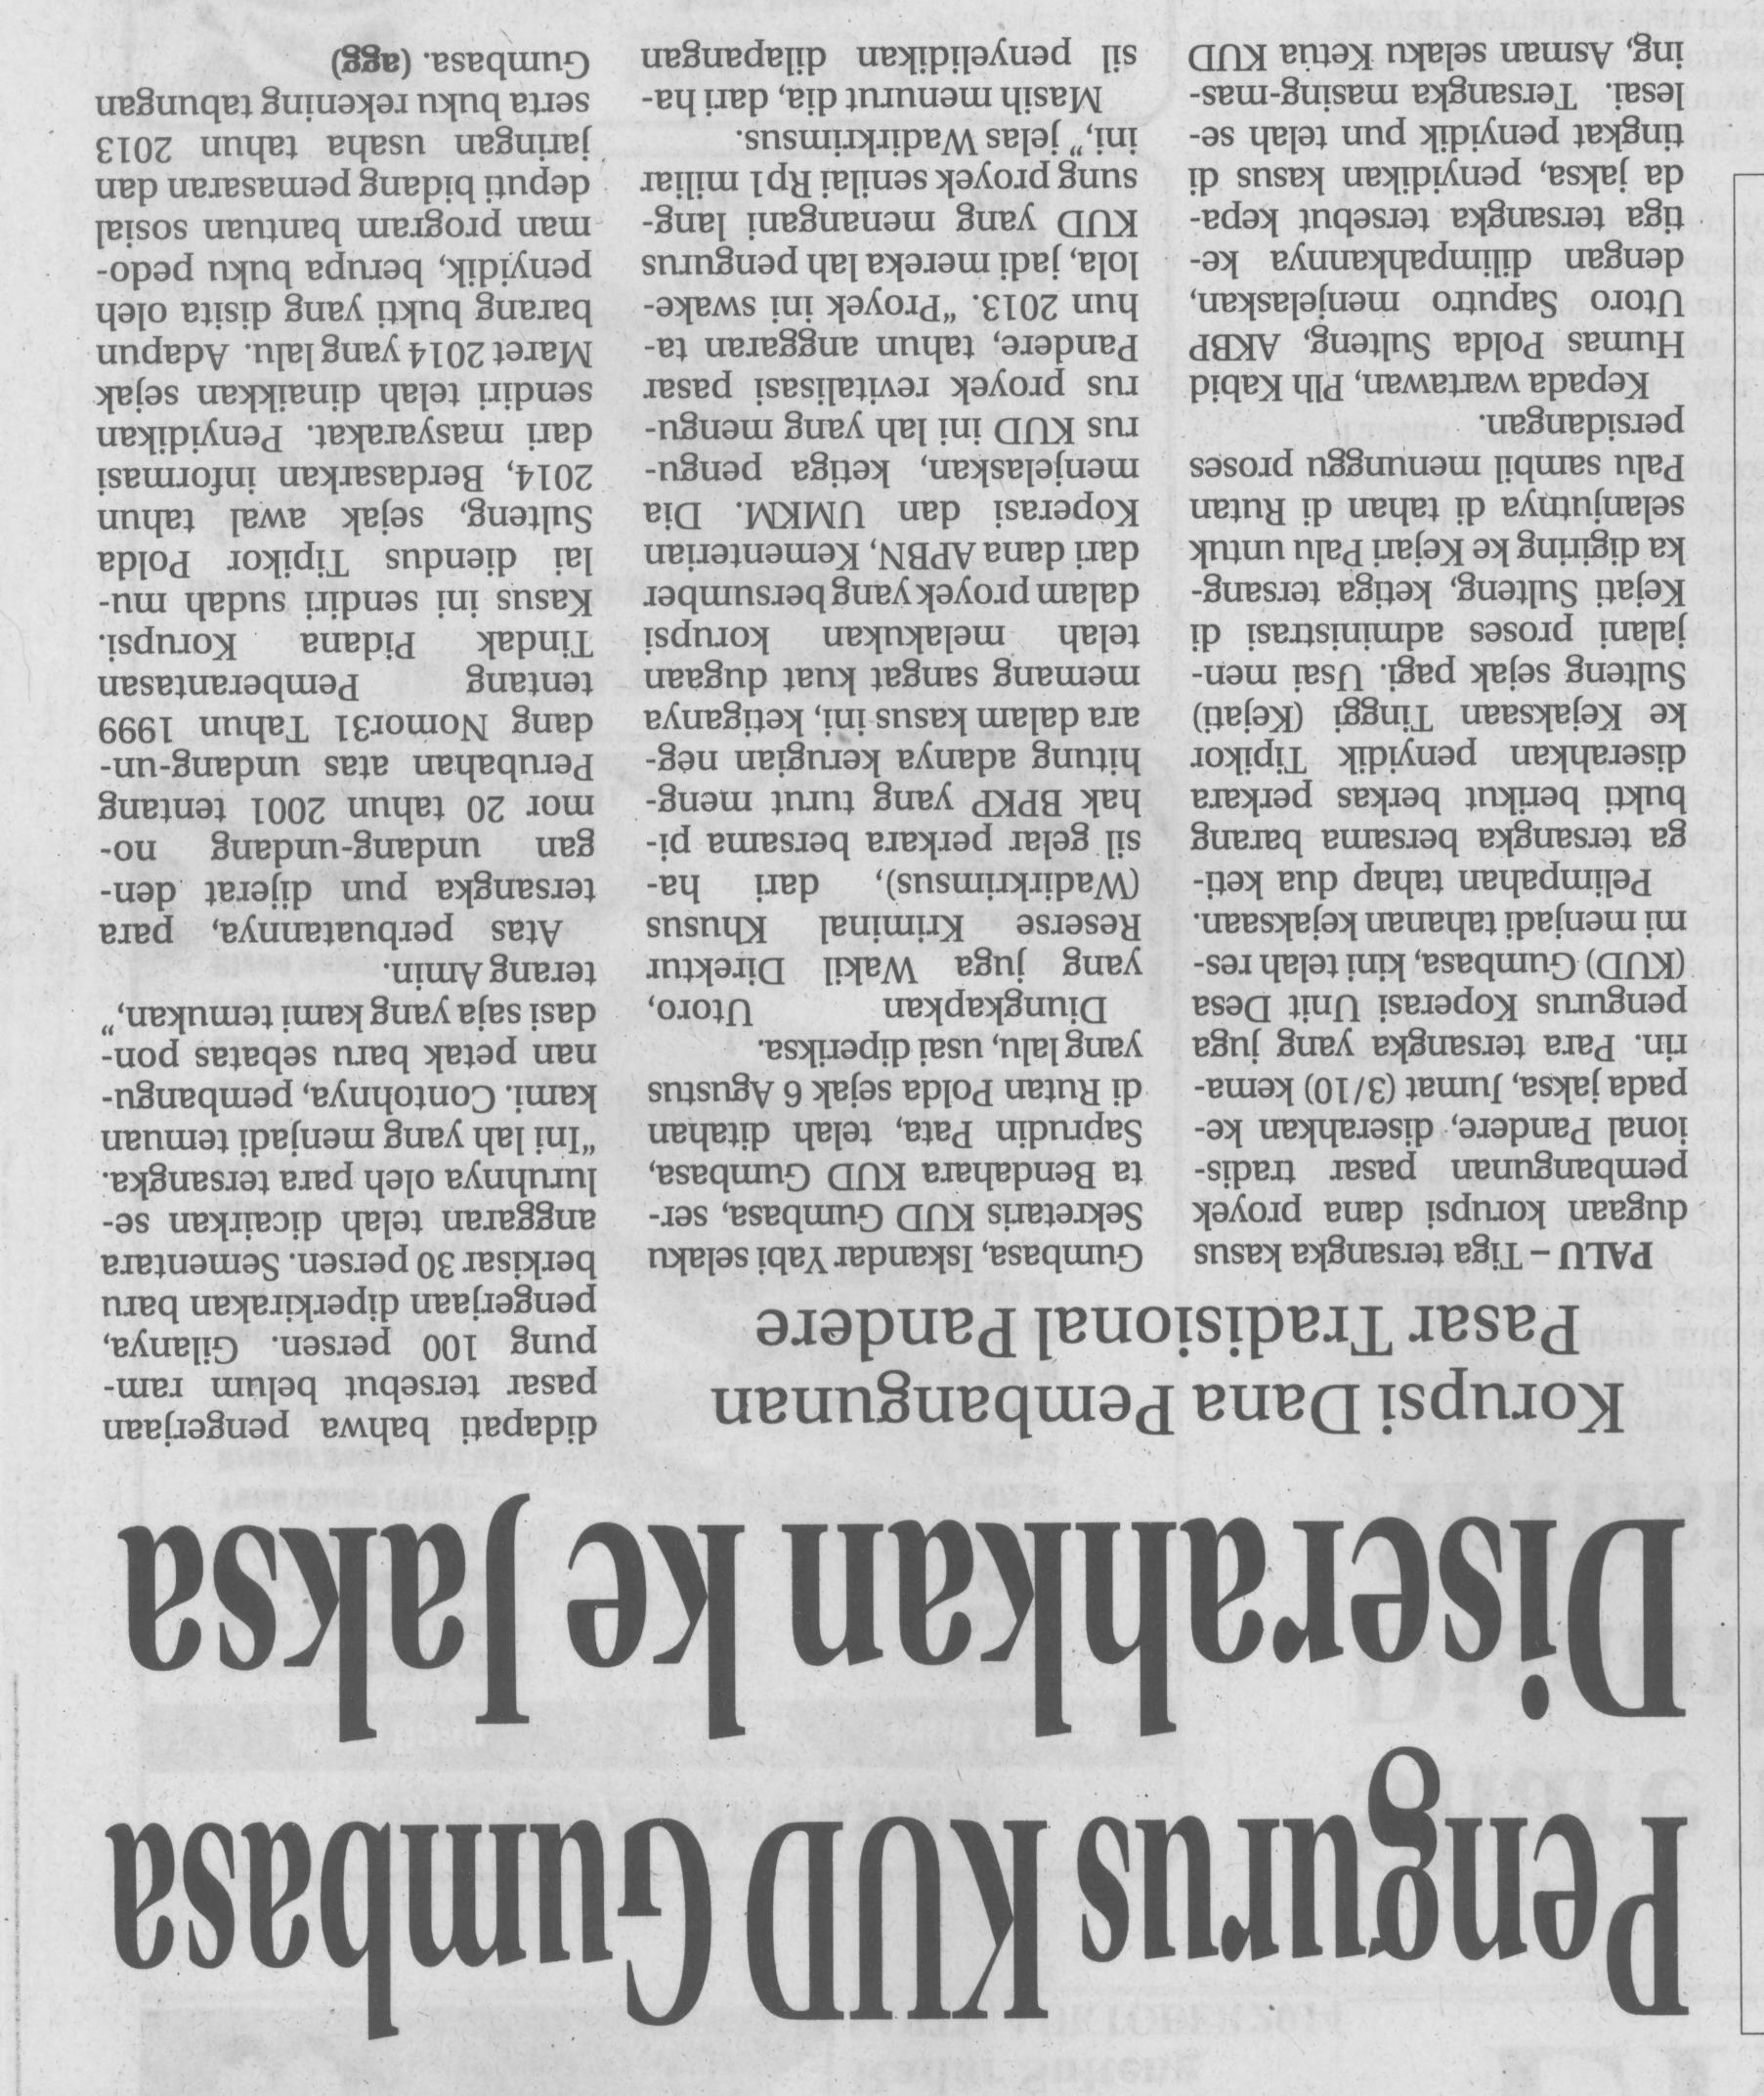 Pengurus KUD Gumbasa
Diserahkan ke Jaksa
Korupsi Dana Pembangunan
Pasar Tradisional Pandere
PALU – Tiga tersangka kasus
dugaan korupsi dana proyek
pembangunan pasar tradis-
ional Pandere, diserahkan ke-
pada jaksa, Jumat (3/10) kema-
rin. Para tersangka yang juga
pengurus Koperasi Unit Desa
(KUD) Gumbasa, kini telah res-
mi menjadi tahanan kejaksaan.
Pelimpahan tahap dua keti-
ga tersangka bersama barang
bukti berikut berkas perkara
diserahkan penyidik Tipikor
ke Kejaksaan Tinggi (Kejati)
Sulteng sejak pagi. Usai men-
jalani proses administrasi di
Kejati Sulteng, ketiga tersang-
ka digiring ke Kejari Palu untuk
selanjutnya di tahan di Rutan
Palu sambil menunggu proses
persidangan.
Kepada wartawan, Plh Kabid
Humas Polda Sulteng, AKBP
Utoro Saputro menjelaskan,
dengan dilimpahkannya ke-
tiga tersangka tersebut kepa-
da jaksa, penyidikan kasus di
tingkat penyidik pun telah se-
lesai. Tersangka masing-mas-
ing, Asman selaku Ketua KUD
Gumbasa, Iskandar Yabi selaku
Sekretaris KUD Gumbasa, ser-
ta Bendahara KUD Gumbasa,
Saprudin Pata, telah ditahan
di Rutan Polda sejak 6 Agustus
yang lalu, usai diperiksa.
Diungkapkan Utoro,
yang juga Wakil Direktur
Reserse Kriminal Khusus
(Wadirkrimsus), dari ha-
sil gelar perkara bersama pi-
hak BPKP yang turut meng-
hitung adanya kerugian neg-
ara dalam kasus ini, ketiganya
memang sangat kuat dugaan
telah melakukan korupsi
dalam proyek yang bersumber
dari dana APBN, Kementerian
Koperasi dan UMKM. Dia
menjelaskan, ketiga pengu-
rus KUD ini lah yang mengu-
rus proyek revitalisasi pasar
Pandere, tahun anggaran ta-
hun 2013. “Proyek ini swake-
lola, jadi mereka lah pengurus
KUD yang menangani lang-
sung proyek senilai Rp1 miliar
ini,” jelas Wadirkrimsus.
Masih menurut dia, dari ha-
sil penyelidikan dilapangan
didapati bahwa pengerjaan
pasar tersebut belum ram-
pung 100 persen. Gilanya,
pengerjaan diperkirakan baru
berkisar 30 persen. Sementara
anggaran telah dicairkan se-
luruhnya oleh para tersangka.
“Ini lah yang menjadi temuan
kami. Contohnya, pembangu-
nan petak baru sebatas pon-
dasi saja yang kami temukan,”
terang Amin.
Atas perbuatannya, para
tersangka pun dijerat den-
gan undang-undang no-
mor 20 tahun 2001 tentang
Perubahan atas undang-un-
dang Nomor31 Tahun 1999
tentang Pemberantasan
Tindak Pidana Korupsi.
Kasus ini sendiri sudah mu-
lai diendus Tipikor Polda
Sulteng, sejak awal tahun
2014, Berdasarkan informasi
dari masyarakat. Penyidikan
sendiri telah dinaikkan sejak
Maret 2014 yang lalu. Adapun
barang bukti yang disita oleh
penyidik, berupa buku pedo-
man program bantuan sosial
deputi bidang pemasaran dan
jaringan usaha tahun 2013
serta buku rekening tabungan
Gumbasa. (agg)